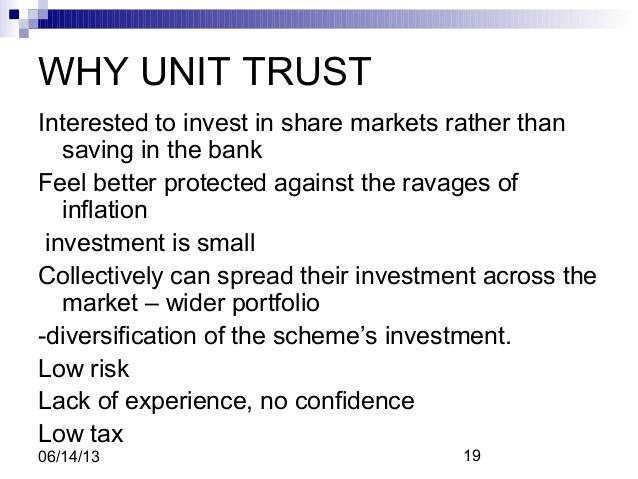 WHY UNIT TRUST
Interested to invest in share markets rather than
saving in the bank
Feel better protected against the ravages of
inflation
investment is small
Collectively can spread their investment across the
market – wider portfolio
-diversification of the scheme’s investment.
Low risk
Lack of experience, no confidence
Low tax
06/14/13 19